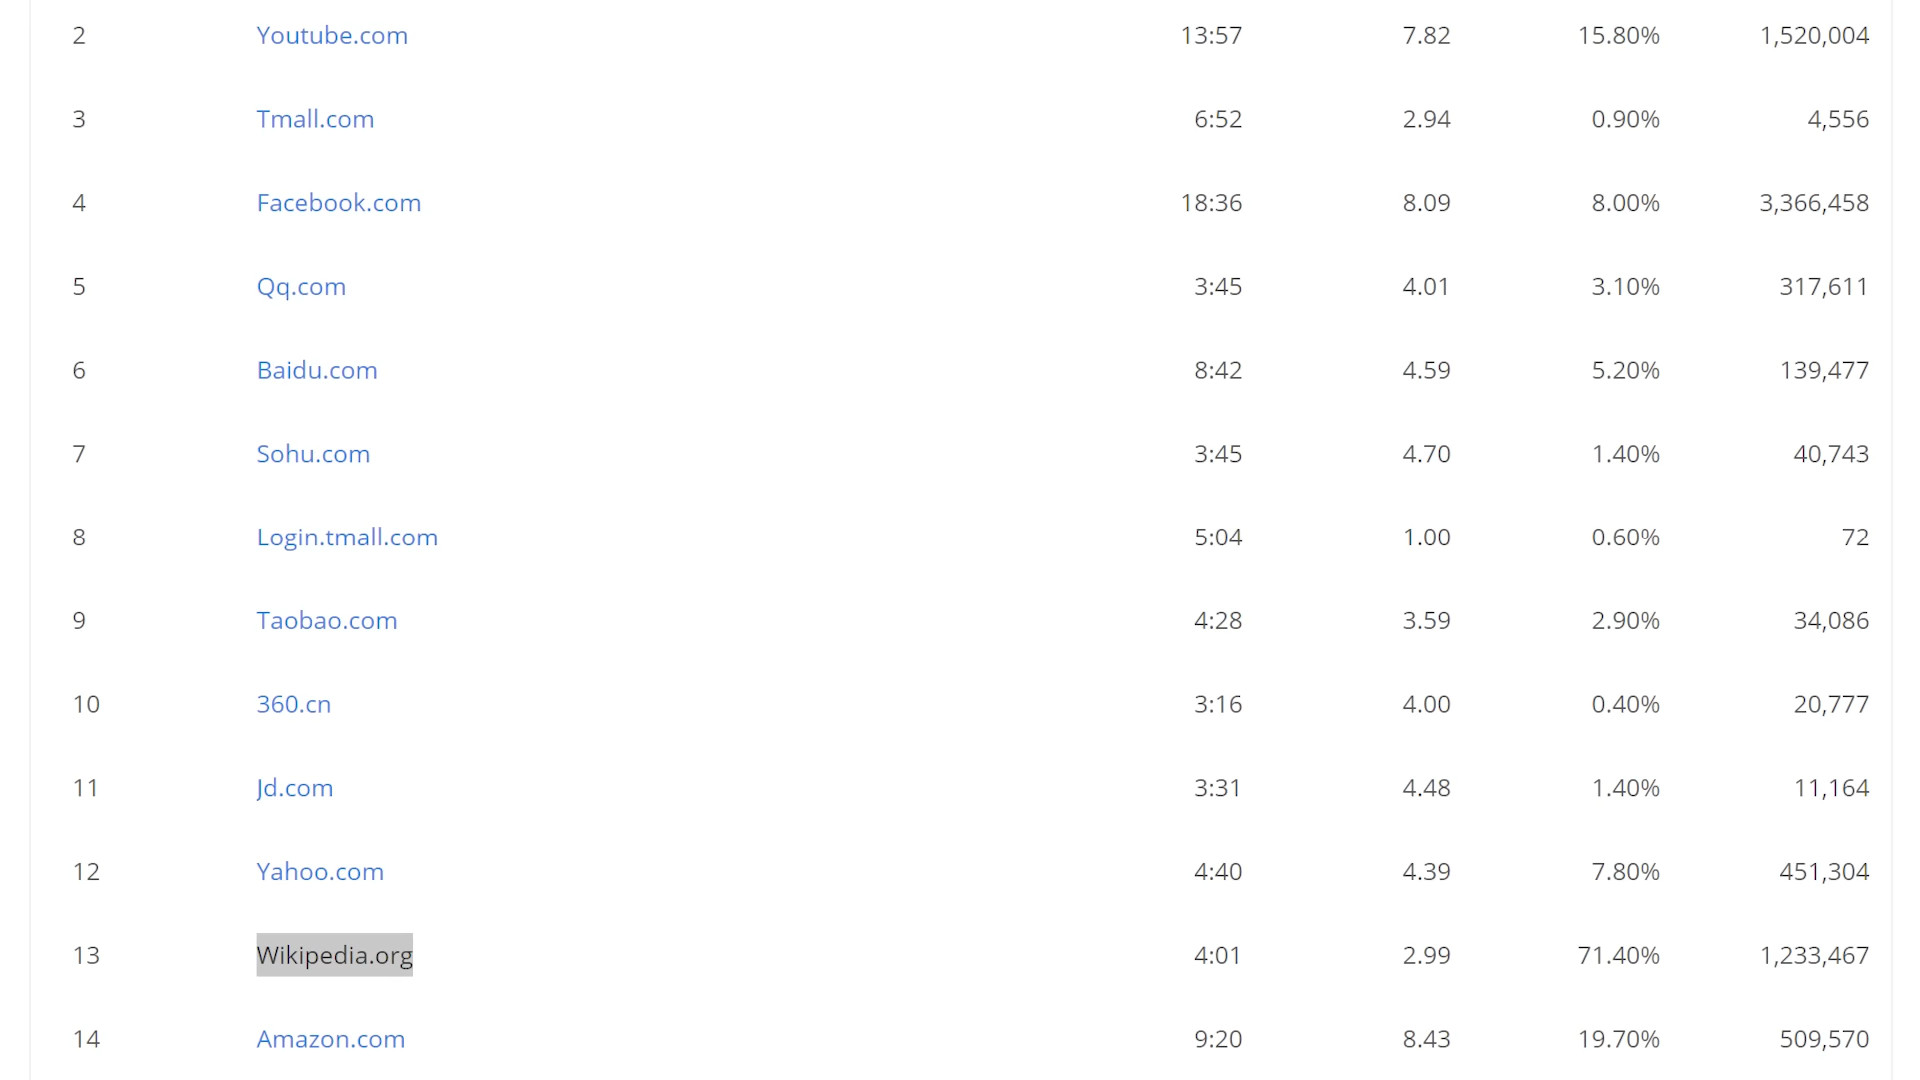 2 Youtube.com 13:57 7.82 15.80% 1,520,004
3 Tmall.com 6:52 2.94 0.90% 4,556
4 Facebook.com 18:36 8.09 8.00% 3,366,458
5 Qq.com 3:45 4.01 3.10% 317,611
6 Baidu.com 8:42 4.59 5.20% 139,477
7 Sohu.com 3:45 4.70 1.40% 40,743
8 Login.tmall.com 5:04 1.00 0.60% 72
9 Taobao.com 4:28 3.59 2.90% 34,086
10 360.cn 3:16 4.00 0.40% 20,777
11 Jd.com 3:31 4.48 1.40% 11,164
12 Yahoo.com 4:40 4.39 7.80% 451,304
13 Wikipedia.org 4:01 2.99 71.40% 1,233,467
14 Amazon.com 9:20 8.43 19.70% 509,570